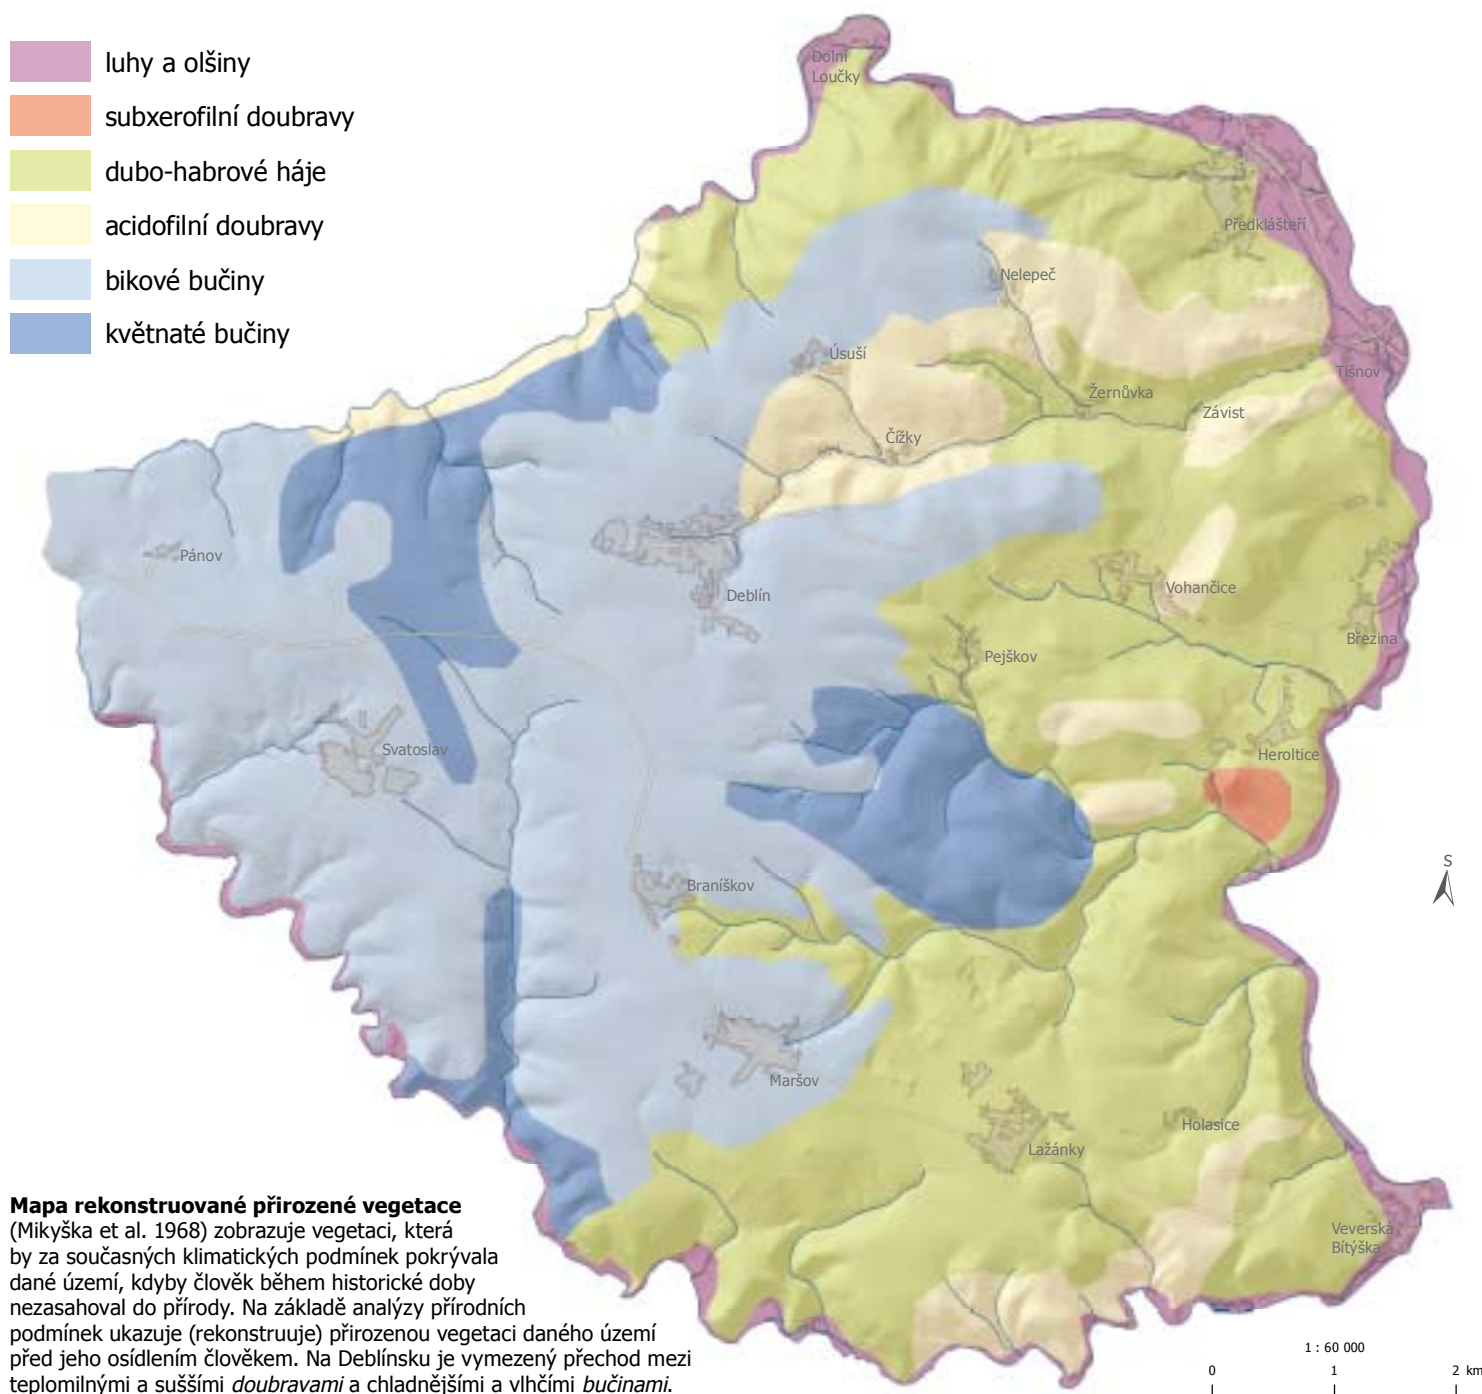 luhy a olšiny
subxerofilní doubravy
dubo-habrové háje
acidofilní doubravy
bikové bučiny
květnaté bučiny
Dolní
Loučky
Předklášteří
Nelepeč
Úsuší
Tišnov
Žernůvka
Závist
Čížky
Pánov
Deblín
Vohančice
Březina
Pejškov
Svatoslav
Heroltice
Braníškov
S
Maršov
Lažánky
Holasice
Veverská
Bítýška
Mapa rekonstruované přirozené vegetace
(Mikyška et al. 1968) zobrazuje vegetaci, která
by za současných klimatických podmínek pokrývala
dané území, kdyby člověk během historické doby
nezasahoval do přírody. Na základě analýzy přírodních
podmínek ukazuje (rekonstruuje) přirozenou vegetaci daného území
před jeho osídlením člověkem. Na Deblínsku je vymezený přechod mezi
teplomilnými a suššími doubravami a chladnějšími a vlhčími bučinami.
1 : 60 000
0 1 2 km